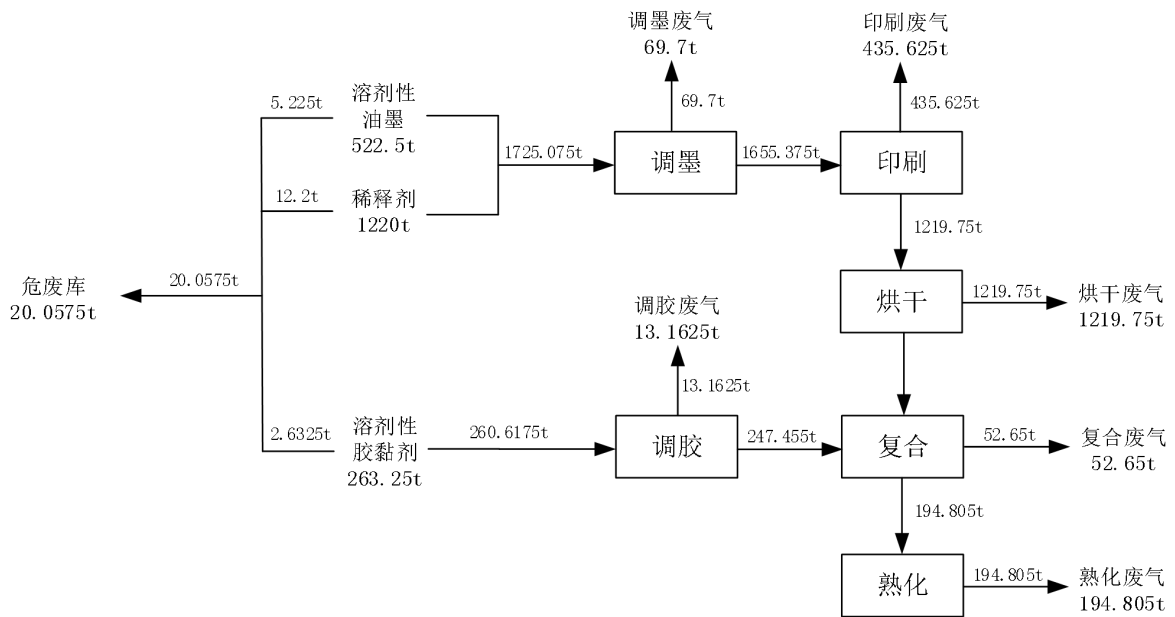 调墨废气
69.7t
印刷废气
435.625t
5.225t
溶剂性
油墨
522.5t
69.7t
435.625t
1725.075t
调墨
1655.375t
印刷
12.2t
稀释剂
1220t
1219.75t
危废库
20.0575t
20.0575t
调胶废气
13.1625t
烘干
1219.75t
烘干废气
1219.75t
13.1625t
2.6325t
溶剂性
胶黏剂
263.25t
260.6175t
调胶
247.455t
复合
52.65t
复合废气
52.65t
194.805t
熟化
194.805t
熟化废气
194.805t